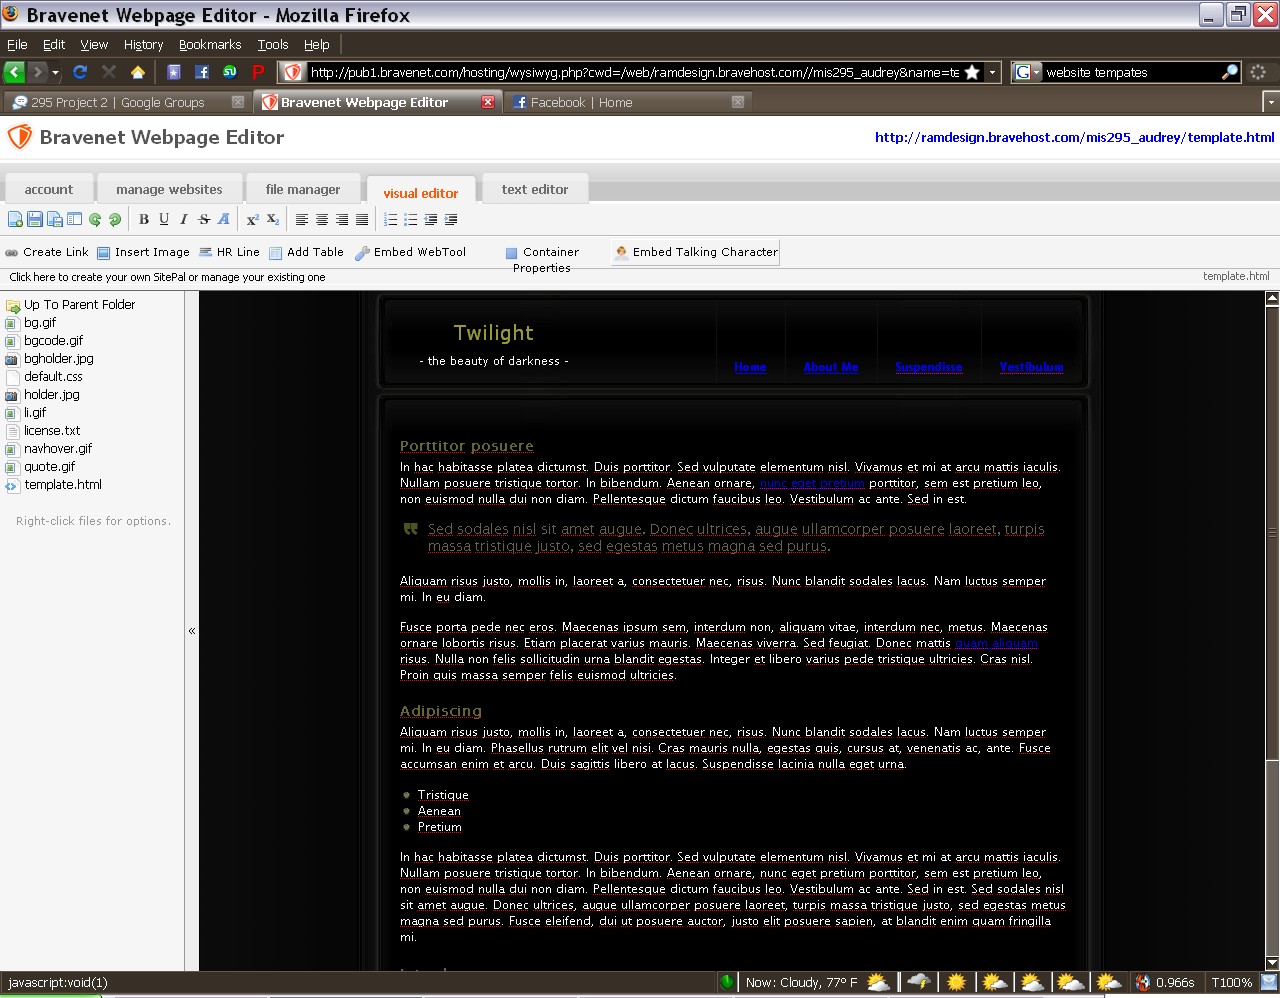 Bravenet Webpage Editor - Mozilla Firefox
File Edit View History Bookmarks Tools Help
http://pub1.bravenet.com/hosting/wysiwyg.php?cwd=/web/ramdesign.bravehost.com//mis295_audrey&name=te
website tempates
295 Project 2 | Google Groups
Bravenet Webpage Editor
Facebook | Home
Bravenet Webpage Editor
http://ramdesign.bravehost.com/mis295_audrey/template.html
account manage websites file manager visual editor text editor
B U I S A x² x₂
Create Link Insert Image HR Line Add Table Embed WebTool Container Properties Embed Talking Character
Click here to create your own SitePal or manage your existing one
template.html
Up To Parent Folder
bg.gif
bgcode.gif
bgholder.jpg
default.css
holder.jpg
li.gif
license.txt
navhover.gif
quote.gif
template.html
Right-click files for options.
«
Twilight
- the beauty of darkness -
Home About Me Suspendisse Vestibulum
Porttitor posuere
In hac habitasse platea dictumst. Duis porttitor. Sed vulputate elementum nisl. Vivamus et mi at arcu mattis iaculis.
Nullam posuere tristique tortor. In bibendum. Aenean ornare, nunc eget pretium porttitor, sem est pretium leo,
non euismod nulla dui non diam. Pellentesque dictum faucibus leo. Vestibulum ac ante. Sed in est.
Sed sodales nisl sit amet augue. Donec ultrices, augue ullamcorper posuere laoreet, turpis
massa tristique justo, sed egestas metus magna sed purus.
Aliquam risus justo, mollis in, laoreet a, consectetuer nec, risus. Nunc blandit sodales lacus. Nam luctus semper
mi. In eu diam.
Fusce porta pede nec eros. Maecenas ipsum sem, interdum non, aliquam vitae, interdum nec, metus. Maecenas
ornare lobortis risus. Etiam placerat varius mauris. Maecenas viverra. Sed feugiat. Donec mattis quam aliquam
risus. Nulla non felis sollicitudin urna blandit egestas. Integer et libero varius pede tristique ultricies. Cras nisl.
Proin quis massa semper felis euismod ultricies.
Adipiscing
Aliquam risus justo, mollis in, laoreet a, consectetuer nec, risus. Nunc blandit sodales lacus. Nam luctus semper
mi. In eu diam. Phasellus rutrum elit vel nisi. Cras mauris nulla, egestas quis, cursus at, venenatis ac, ante. Fusce
accumsan enim et arcu. Duis sagittis libero at lacus. Suspendisse lacinia nulla eget urna.
Tristique
Aenean
Pretium
In hac habitasse platea dictumst. Duis porttitor. Sed vulputate elementum nisl. Vivamus et mi at arcu mattis iaculis.
Nullam posuere tristique tortor. In bibendum. Aenean ornare, nunc eget pretium porttitor, sem est pretium leo,
non euismod nulla dui non diam. Pellentesque dictum faucibus leo. Vestibulum ac ante. Sed in est. Sed sodales nisl
sit amet augue. Donec ultrices, augue ullamcorper posuere laoreet, turpis massa tristique justo, sed egestas metus
magna sed purus. Fusce eleifend, dui ut posuere auctor, justo elit posuere sapien, at blandit enim quam fringilla
mi.
javascript:void(1)
Now: Cloudy, 77° F
0.966s
T100%